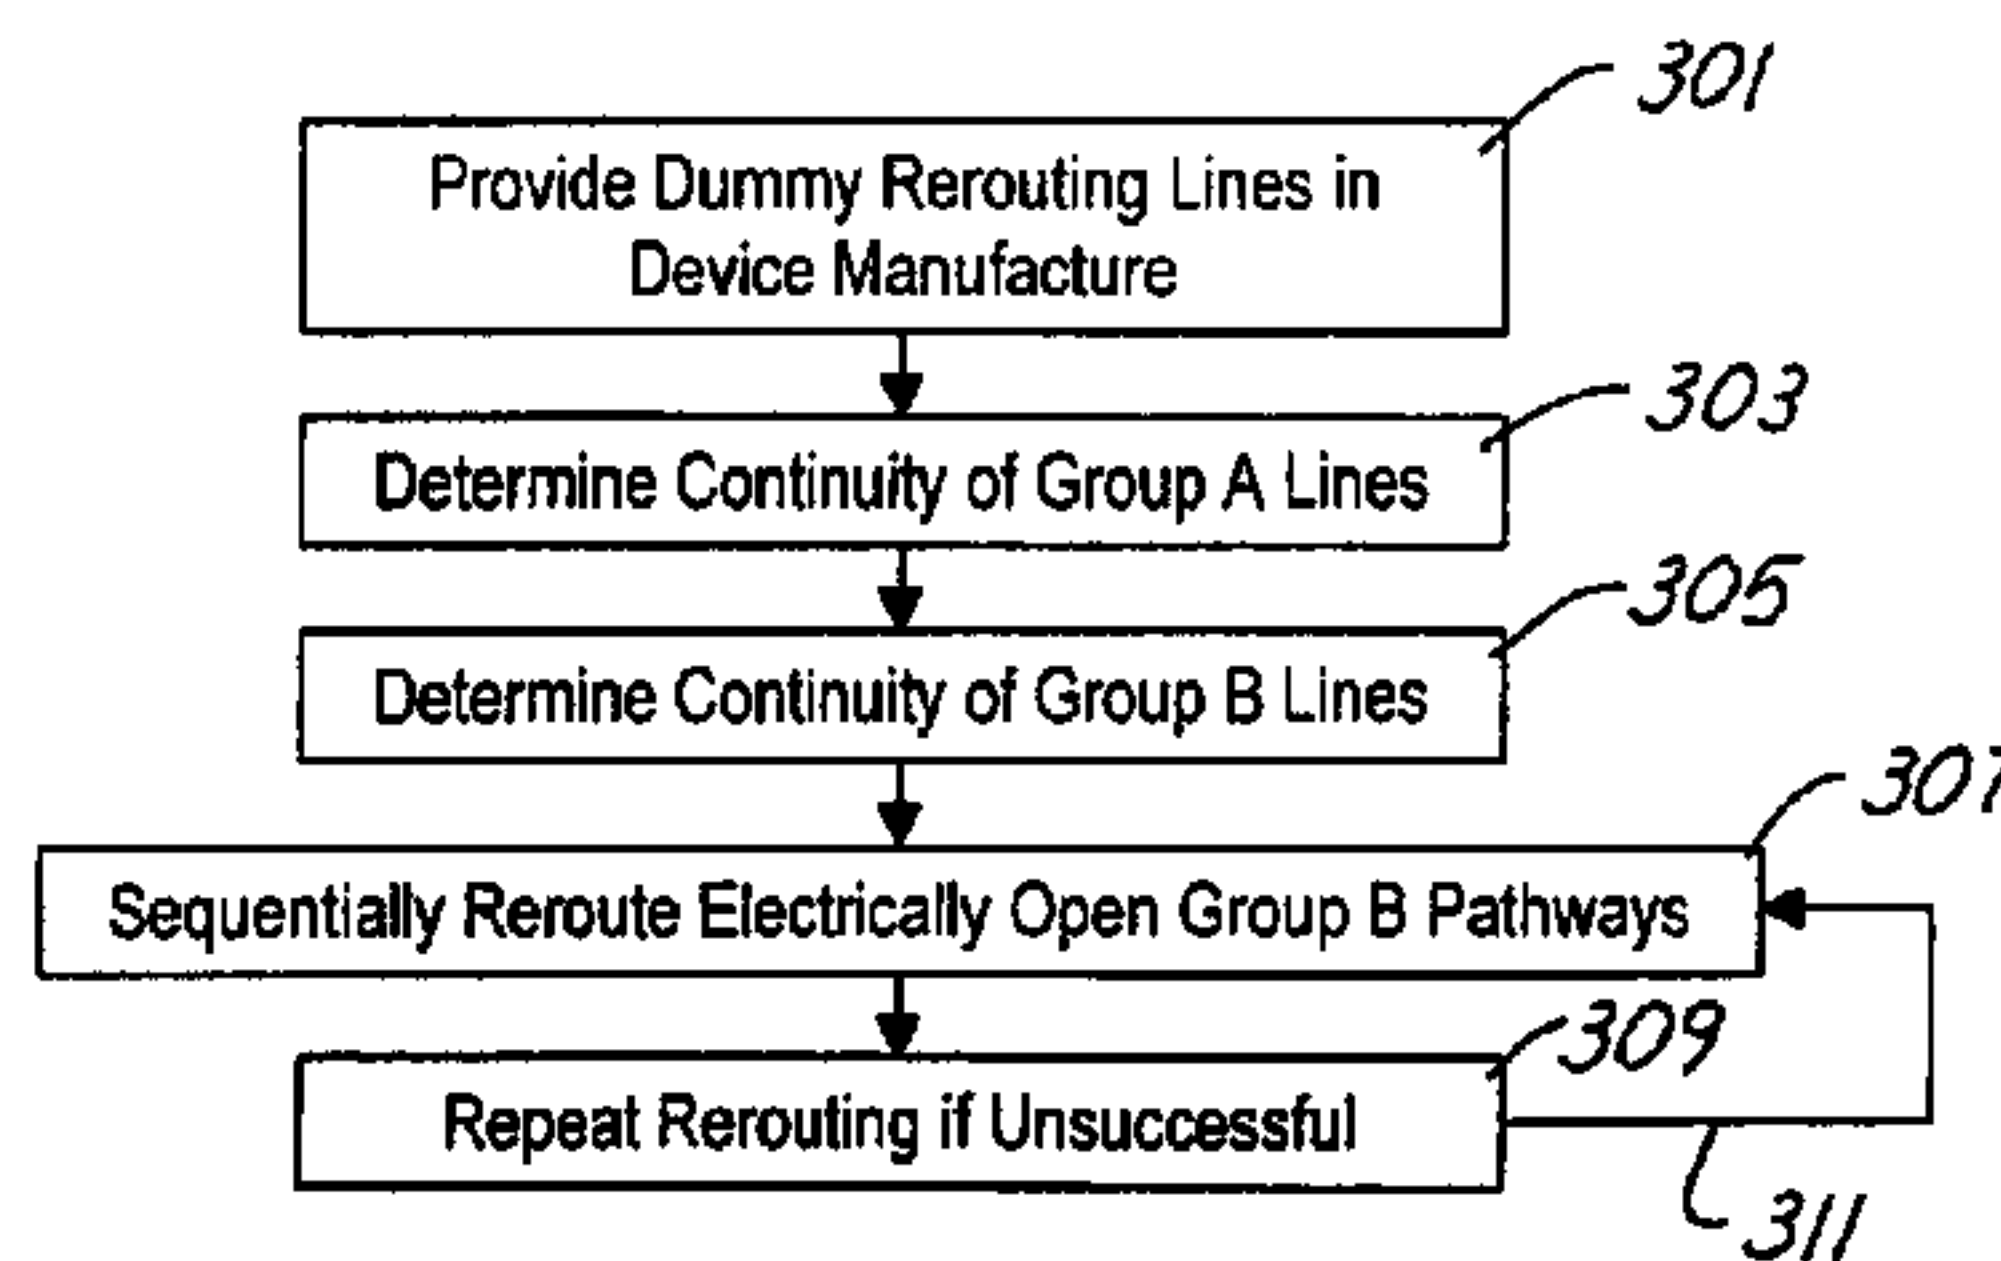 301
Provide Dummy Rerouting Lines in
Device Manufacture
303
Determine Continuity of Group A Lines
305
Determine Continuity of Group B Lines
307
Sequentially Reroute Electrically Open Group B Pathways
309
Repeat Rerouting if Unsuccessful
311